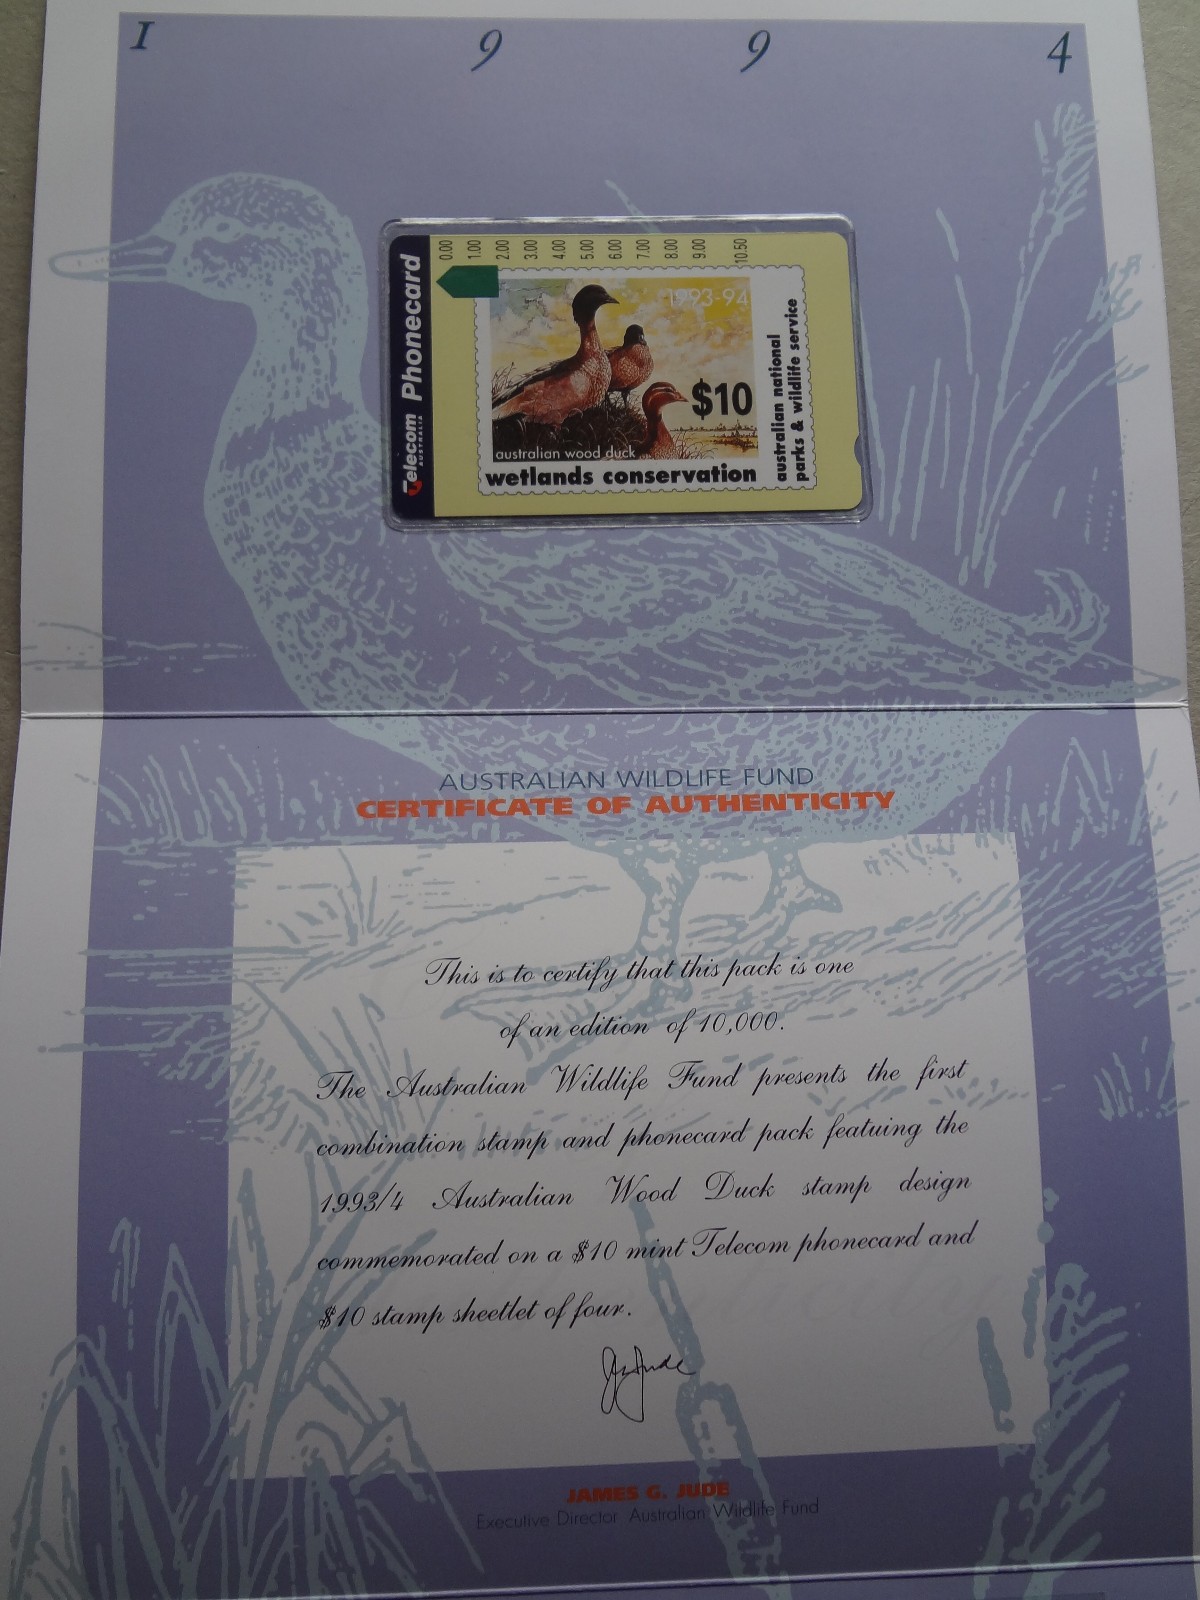 1 9 9 4
Telecom Phonecard
AUSTRALIA
0.00 1.00 2.00 3.00 4.00 5.00 6.00 7.00 8.00 9.00 10.50
1993-94
$10
australian wood duck
wetlands conservation
australian national
parks & wildlife service
AUSTRALIAN WILDLIFE FUND
CERTIFICATE OF AUTHENTICITY
This is to certify that this pack is one
of an edition of 10,000.
The Australian Wildlife Fund presents the first
combination stamp and phonecard pack featuing the
1993/4 Australian Wood Duck stamp design
commemorated on a $10 mint Telecom phonecard and
$10 stamp sheetlet of four.
JAMES G. JUDE
Executive Director Australian Wildlife Fund